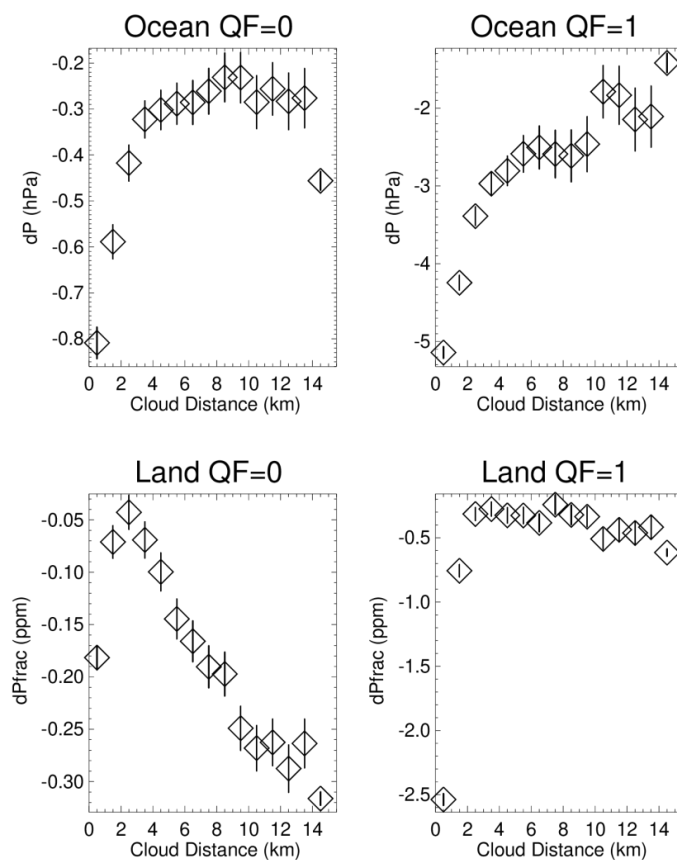 Ocean QF=0
-0.2
-0.3
-0.4
-0.5
-0.6
-0.7
-0.8
dP (hPa)
0 2 4 6 8 10 12 14
Cloud Distance (km)
Ocean QF=1
-2
-3
-4
-5
dP (hPa)
0 2 4 6 8 10 12 14
Cloud Distance (km)
Land QF=0
-0.05
-0.10
-0.15
-0.20
-0.25
-0.30
dPfrac (ppm)
0 2 4 6 8 10 12 14
Cloud Distance (km)
Land QF=1
-0.5
-1.0
-1.5
-2.0
-2.5
dPfrac (ppm)
0 2 4 6 8 10 12 14
Cloud Distance (km)